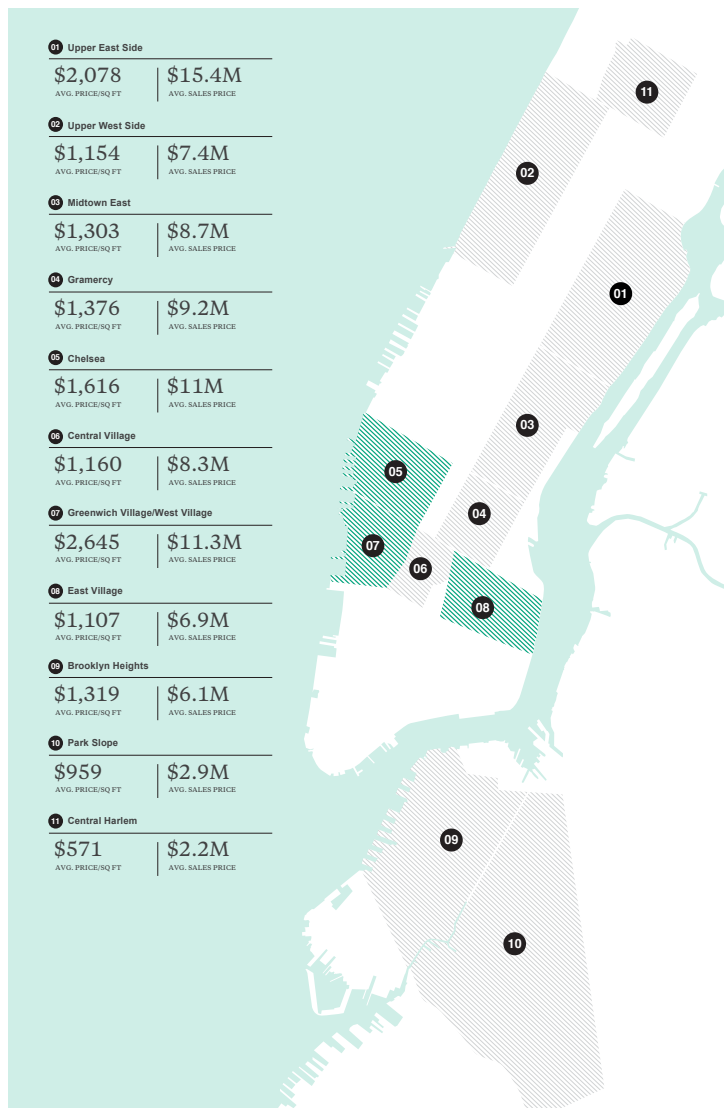 01 Upper East Side
$2,078 $15.4M
AVG. PRICE/SQ FT AVG. SALES PRICE
02 Upper West Side
$1,154 $7.4M
AVG. PRICE/SQ FT AVG. SALES PRICE
03 Midtown East
$1,303 $8.7M
AVG. PRICE/SQ FT AVG. SALES PRICE
04 Gramercy
$1,376 $9.2M
AVG. PRICE/SQ FT AVG. SALES PRICE
05 Chelsea
$1,616 $11M
AVG. PRICE/SQ FT AVG. SALES PRICE
06 Central Village
$1,160 $8.3M
AVG. PRICE/SQ FT AVG. SALES PRICE
07 Greenwich Village/West Village
$2,645 $11.3M
AVG. PRICE/SQ FT AVG. SALES PRICE
08 East Village
$1,107 $6.9M
AVG. PRICE/SQ FT AVG. SALES PRICE
09 Brooklyn Heights
$1,319 $6.1M
AVG. PRICE/SQ FT AVG. SALES PRICE
10 Park Slope
$959 $2.9M
AVG. PRICE/SQ FT AVG. SALES PRICE
11 Central Harlem
$571 $2.2M
AVG. PRICE/SQ FT AVG. SALES PRICE
11
02
01
03
05
04
07
06
08
09
10